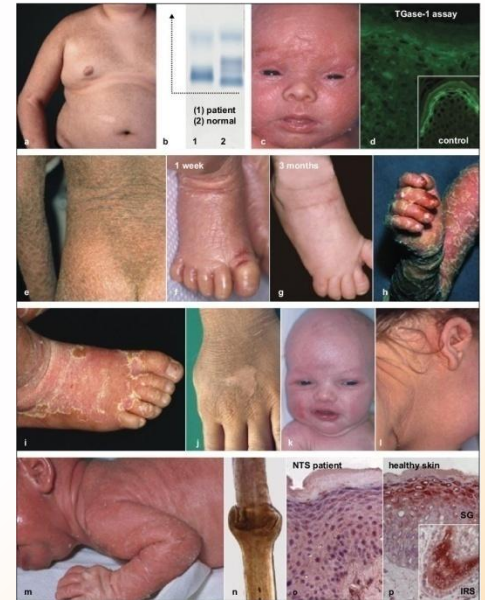 TGase-1 assay
(1) patient
(2) normal
1 2
control
a
b
c
d
1 week
3 months
e
g
h
i
j
k
l
NTS patient
healthy skin
SG
IRS
m
n
o
p